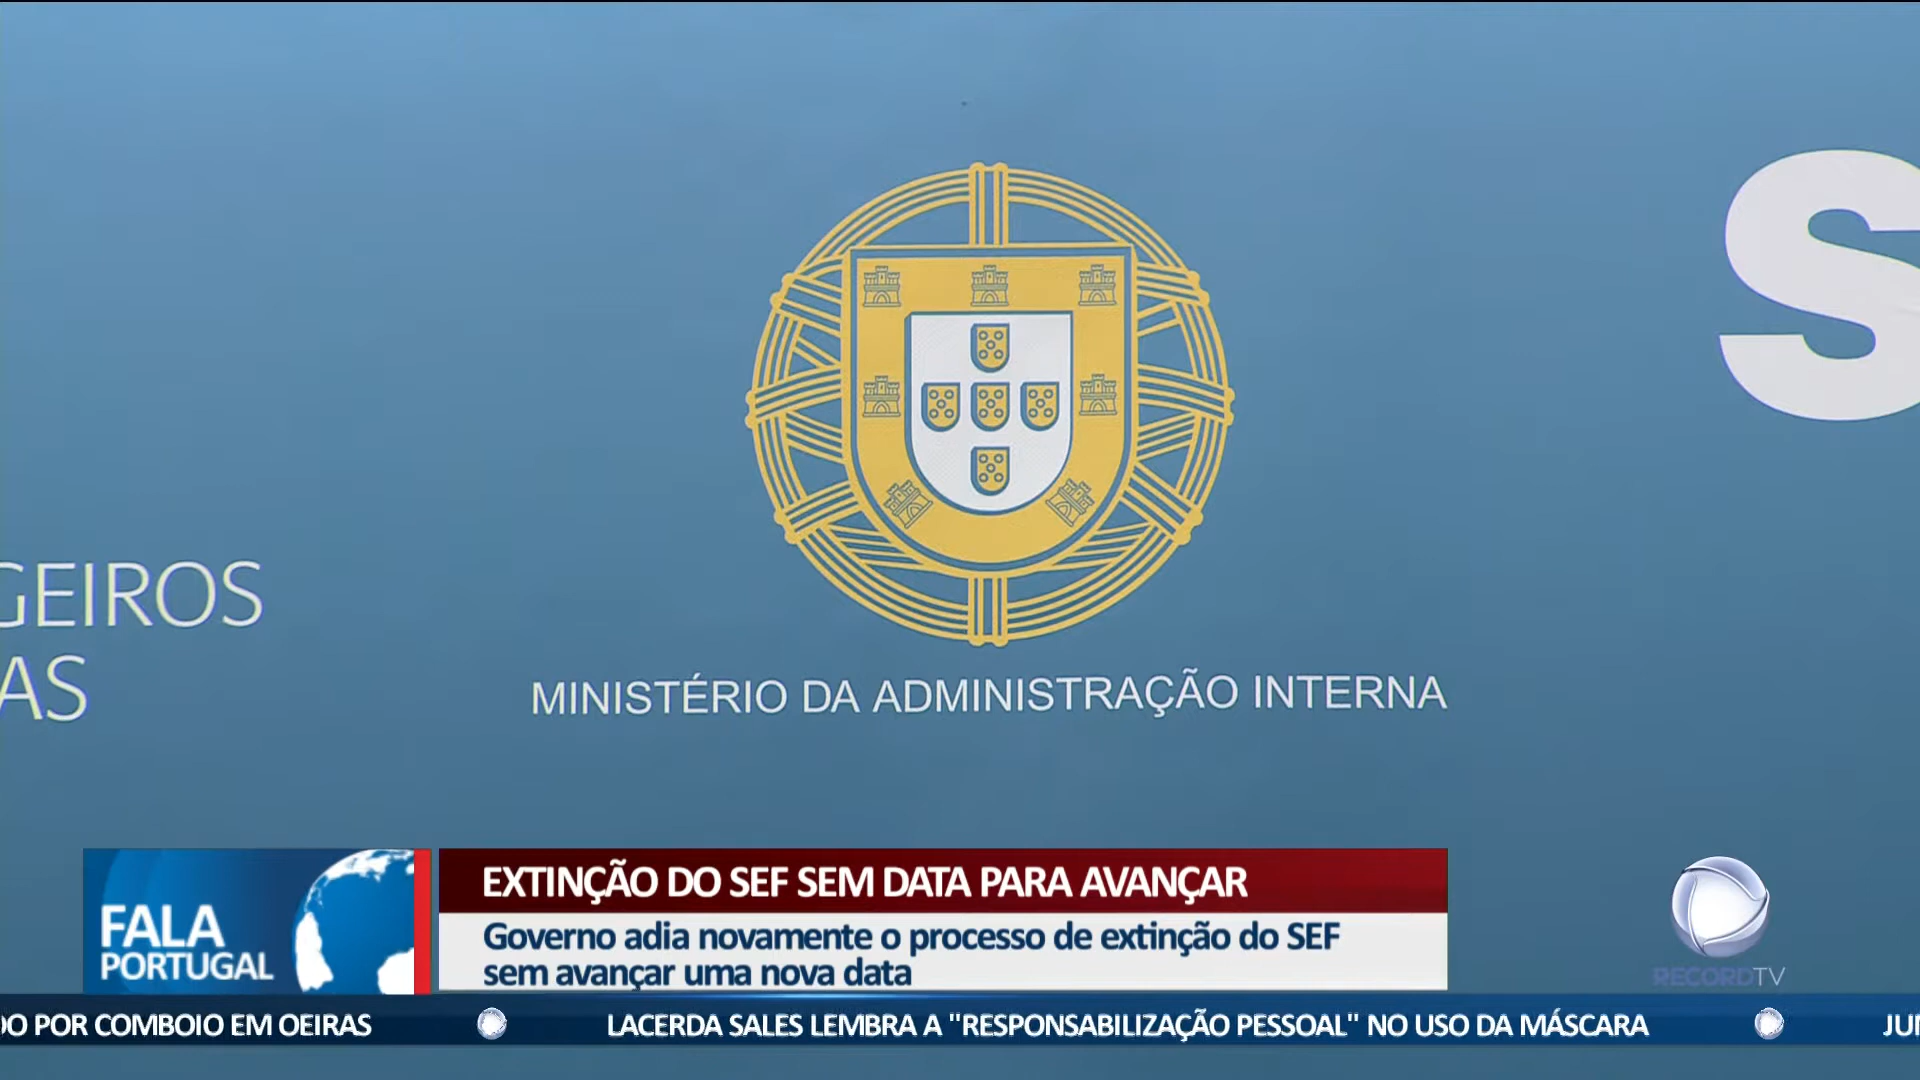 S
GEIROS
AS
MINISTÉRIO DA ADMINISTRAÇÃO INTERNA
EXTINÇÃO DO SEF SEM DATA PARA AVANÇAR
Governo adia novamente o processo de extinção do SEF
sem avançar uma nova data
FALA
PORTUGAL
RECORDTV
DO POR COMBOIO EM OEIRAS LACERDA SALES LEMBRA A "RESPONSABILIZAÇÃO PESSOAL" NO USO DA MÁSCARA